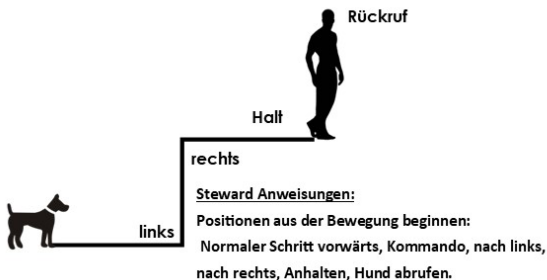 Rückruf
Halt
rechts
links
Steward Anweisungen:
Positionen aus der Bewegung beginnen:
Normaler Schritt vorwärts, Kommando, nach links,
nach rechts, Anhalten, Hund abrufen.